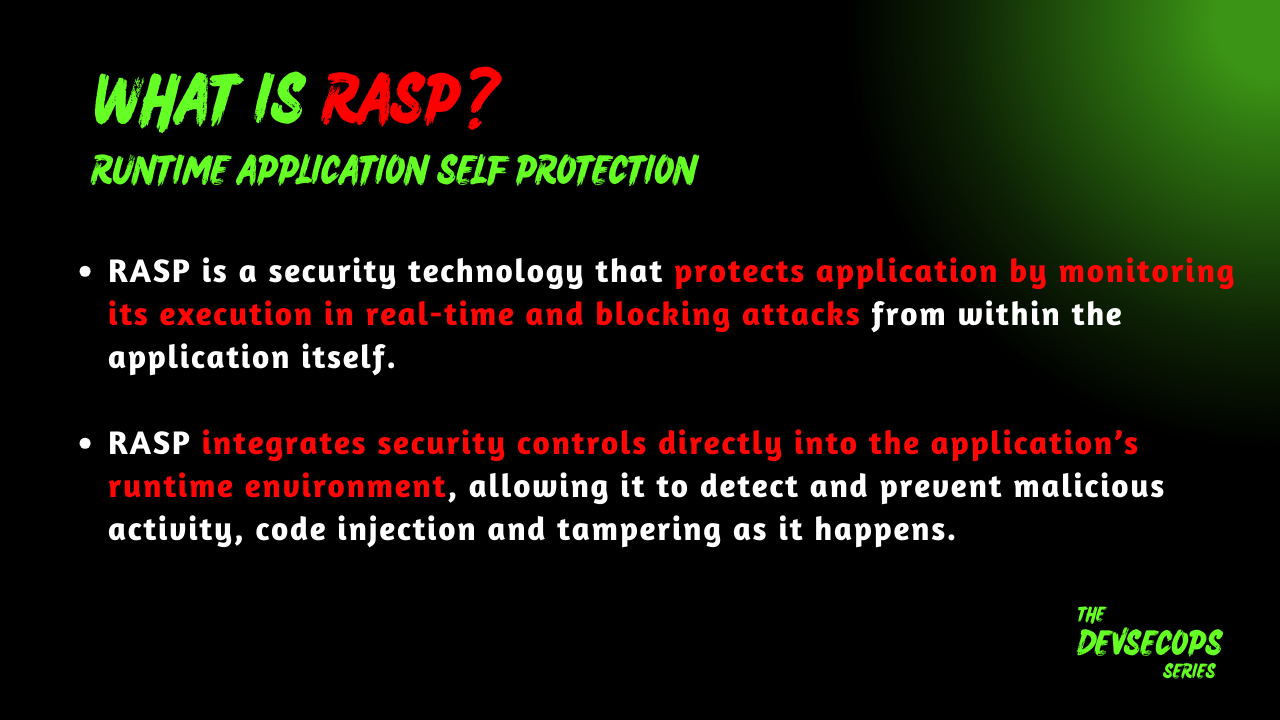 WHAT IS RASP?
RUNTIME APPLICATION SELF PROTECTION
• RASP is a security technology that protects application by monitoring
its execution in real-time and blocking attacks from within the
application itself.
• RASP integrates security controls directly into the application’s
runtime environment, allowing it to detect and prevent malicious
activity, code injection and tampering as it happens.
THE
DEVSECOPS
SERIES